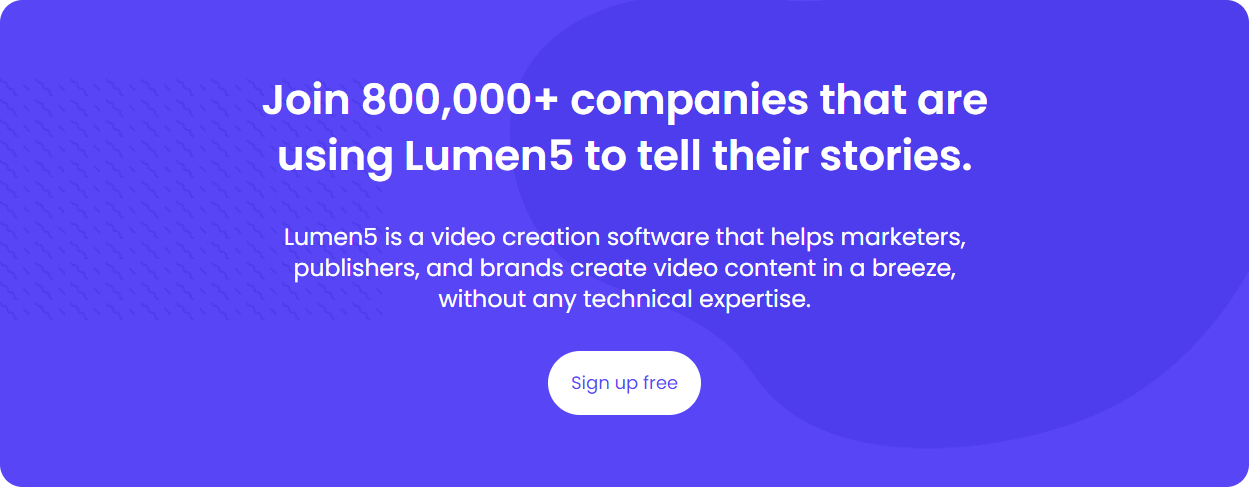 Join 800,000+ companies that are
using Lumen5 to tell their stories.
Lumen5 is a video creation software that helps marketers,
publishers, and brands create video content in a breeze,
without any technical expertise.
Sign up free